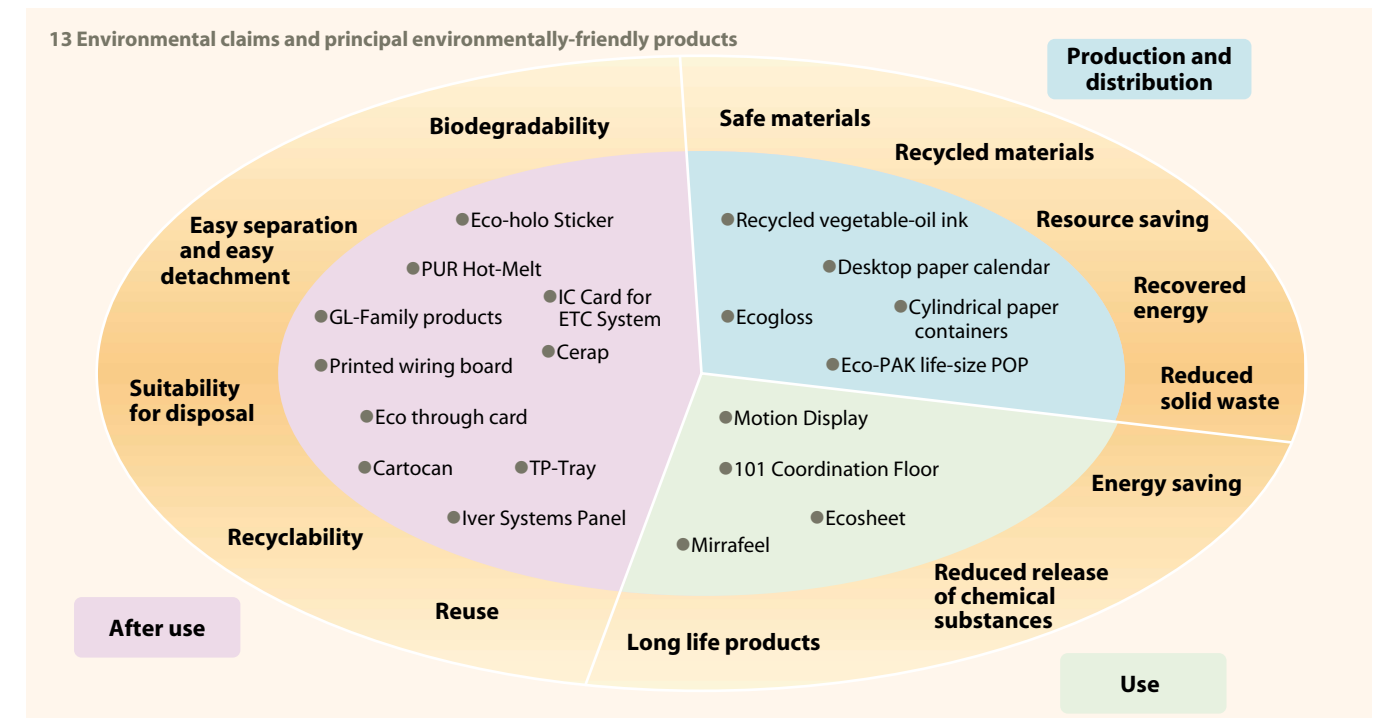 13 Environmental claims and principal environmentally-friendly products
Production and
distribution
Biodegradability
Safe materials
Recycled materials
Easy separation
and easy
detachment
Resource saving
Recovered
energy
Suitability
for disposal
Reduced
solid waste
Recyclability
Energy saving
Reuse
Reduced release
of chemical
substances
Long life products
Eco-holo Sticker
PUR Hot-Melt
IC Card for
ETC System
GL-Family products
Cerap
Printed wiring board
Eco through card
Cartocan
TP-Tray
Iver Systems Panel
Recycled vegetable-oil ink
Desktop paper calendar
Cylindrical paper
containers
Ecogloss
Eco-PAK life-size POP
Motion Display
101 Coordination Floor
Ecosheet
Mirrafeel
After use
Use